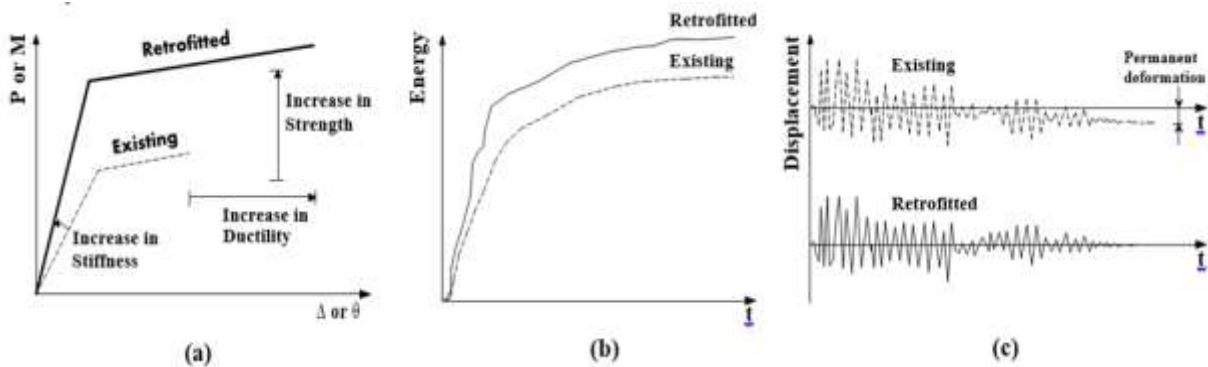 P or M
Retrofitted
Existing
Increase in
Strength
Increase in
Ductility
Increase in
Stiffness
Δ or θ
(a)
Energy
Retrofitted
Existing
t
(b)
Displacement
Existing
Permanent
deformation
t
Retrofitted
t
(c)